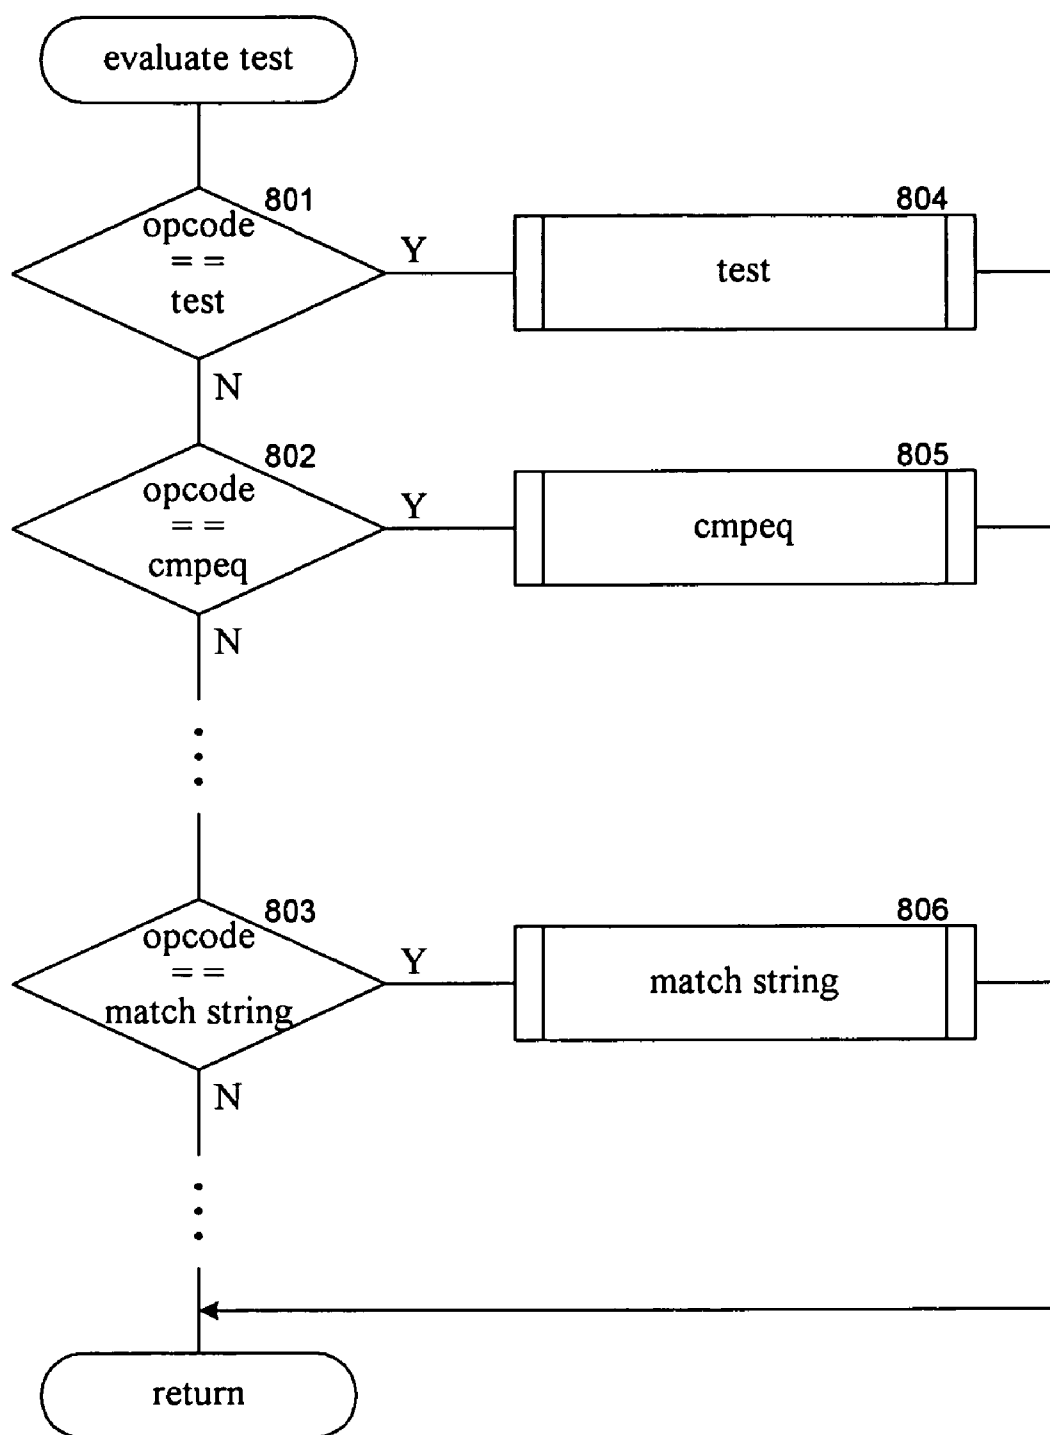 evaluate test
801
opcode
= =
test
Y
804
test
N
802
opcode
= =
cmpeq
Y
805
cmpeq
N
803
opcode
= =
match string
Y
806
match string
N
return